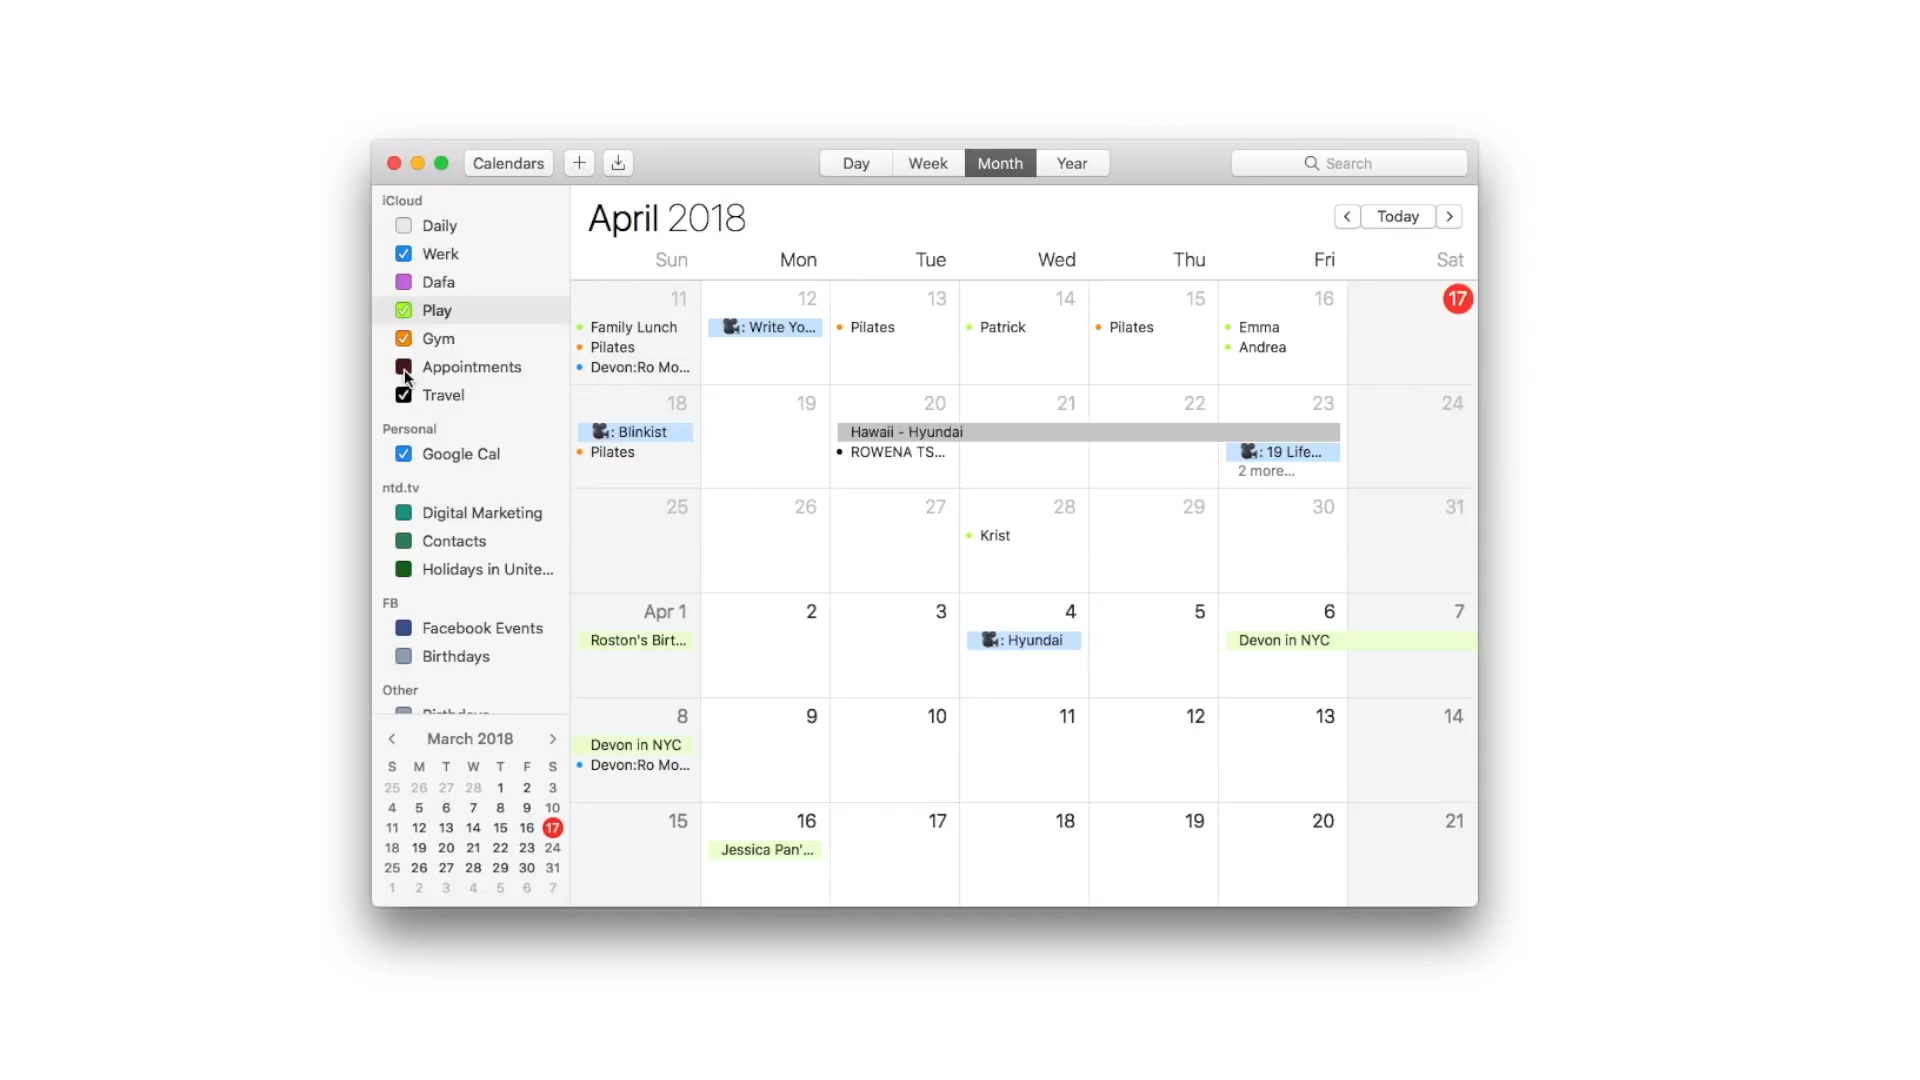 Calendars
Day Week Month Year
Search
iCloud
Daily
Werk
Dafa
Play
Gym
Appointments
Travel
Personal
Google Cal
ntd.tv
Digital Marketing
Contacts
Holidays in Unite...
FB
Facebook Events
Birthdays
Other
March 2018
S M T W T F S
25 26 27 28 1 2 3
4 5 6 7 8 9 10
11 12 13 14 15 16 17
18 19 20 21 22 23 24
25 26 27 28 29 30 31
1 2 3 4 5 6 7
April 2018
Today
Sun Mon Tue Wed Thu Fri Sat
11 12 13 14 15 16 17
Family Lunch : Write Yo... Pilates Patrick Pilates Emma
Pilates Andrea
Devon:Ro Mo...
18 19 20 21 22 23 24
: Blinkist Hawaii - Hyundai
Pilates ROWENA TS... : 19 Life...
2 more...
25 26 27 28 29 30 31
Krist
Apr 1 2 3 4 5 6 7
Roston's Birt... : Hyundai Devon in NYC
8 9 10 11 12 13 14
Devon in NYC
Devon:Ro Mo...
15 16 17 18 19 20 21
Jessica Pan'...